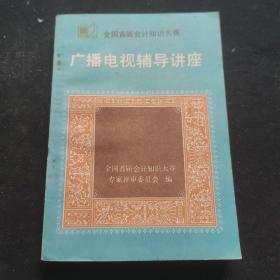 全国首届会计知识大赛
广播电视辅导讲座
全国首届会计知识大赛
专家评审委员会 编